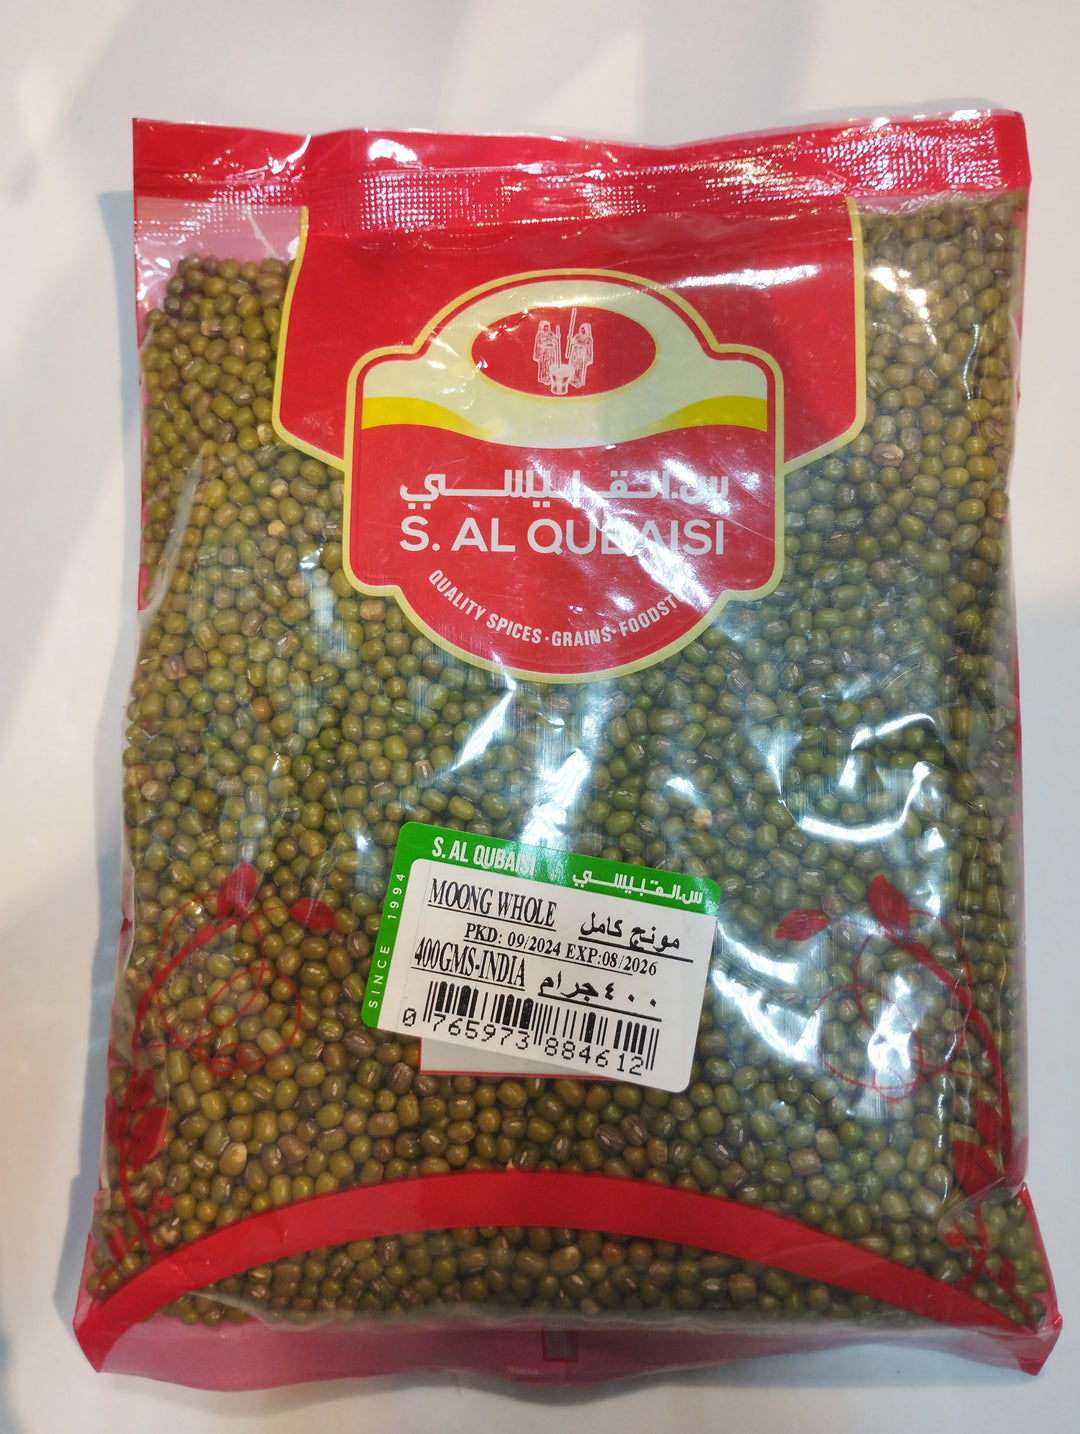 س.القبيسي
S. AL QUBAISI
QUALITY SPICES · GRAINS · FOODST
S. AL QUBAISI س.القبيسي
SINCE 1994
MOONG WHOLE مونج كامل
PKD: 09/2024 EXP:08/2026
400GMS-INDIA ٤٠٠جرام
0 765973 884612